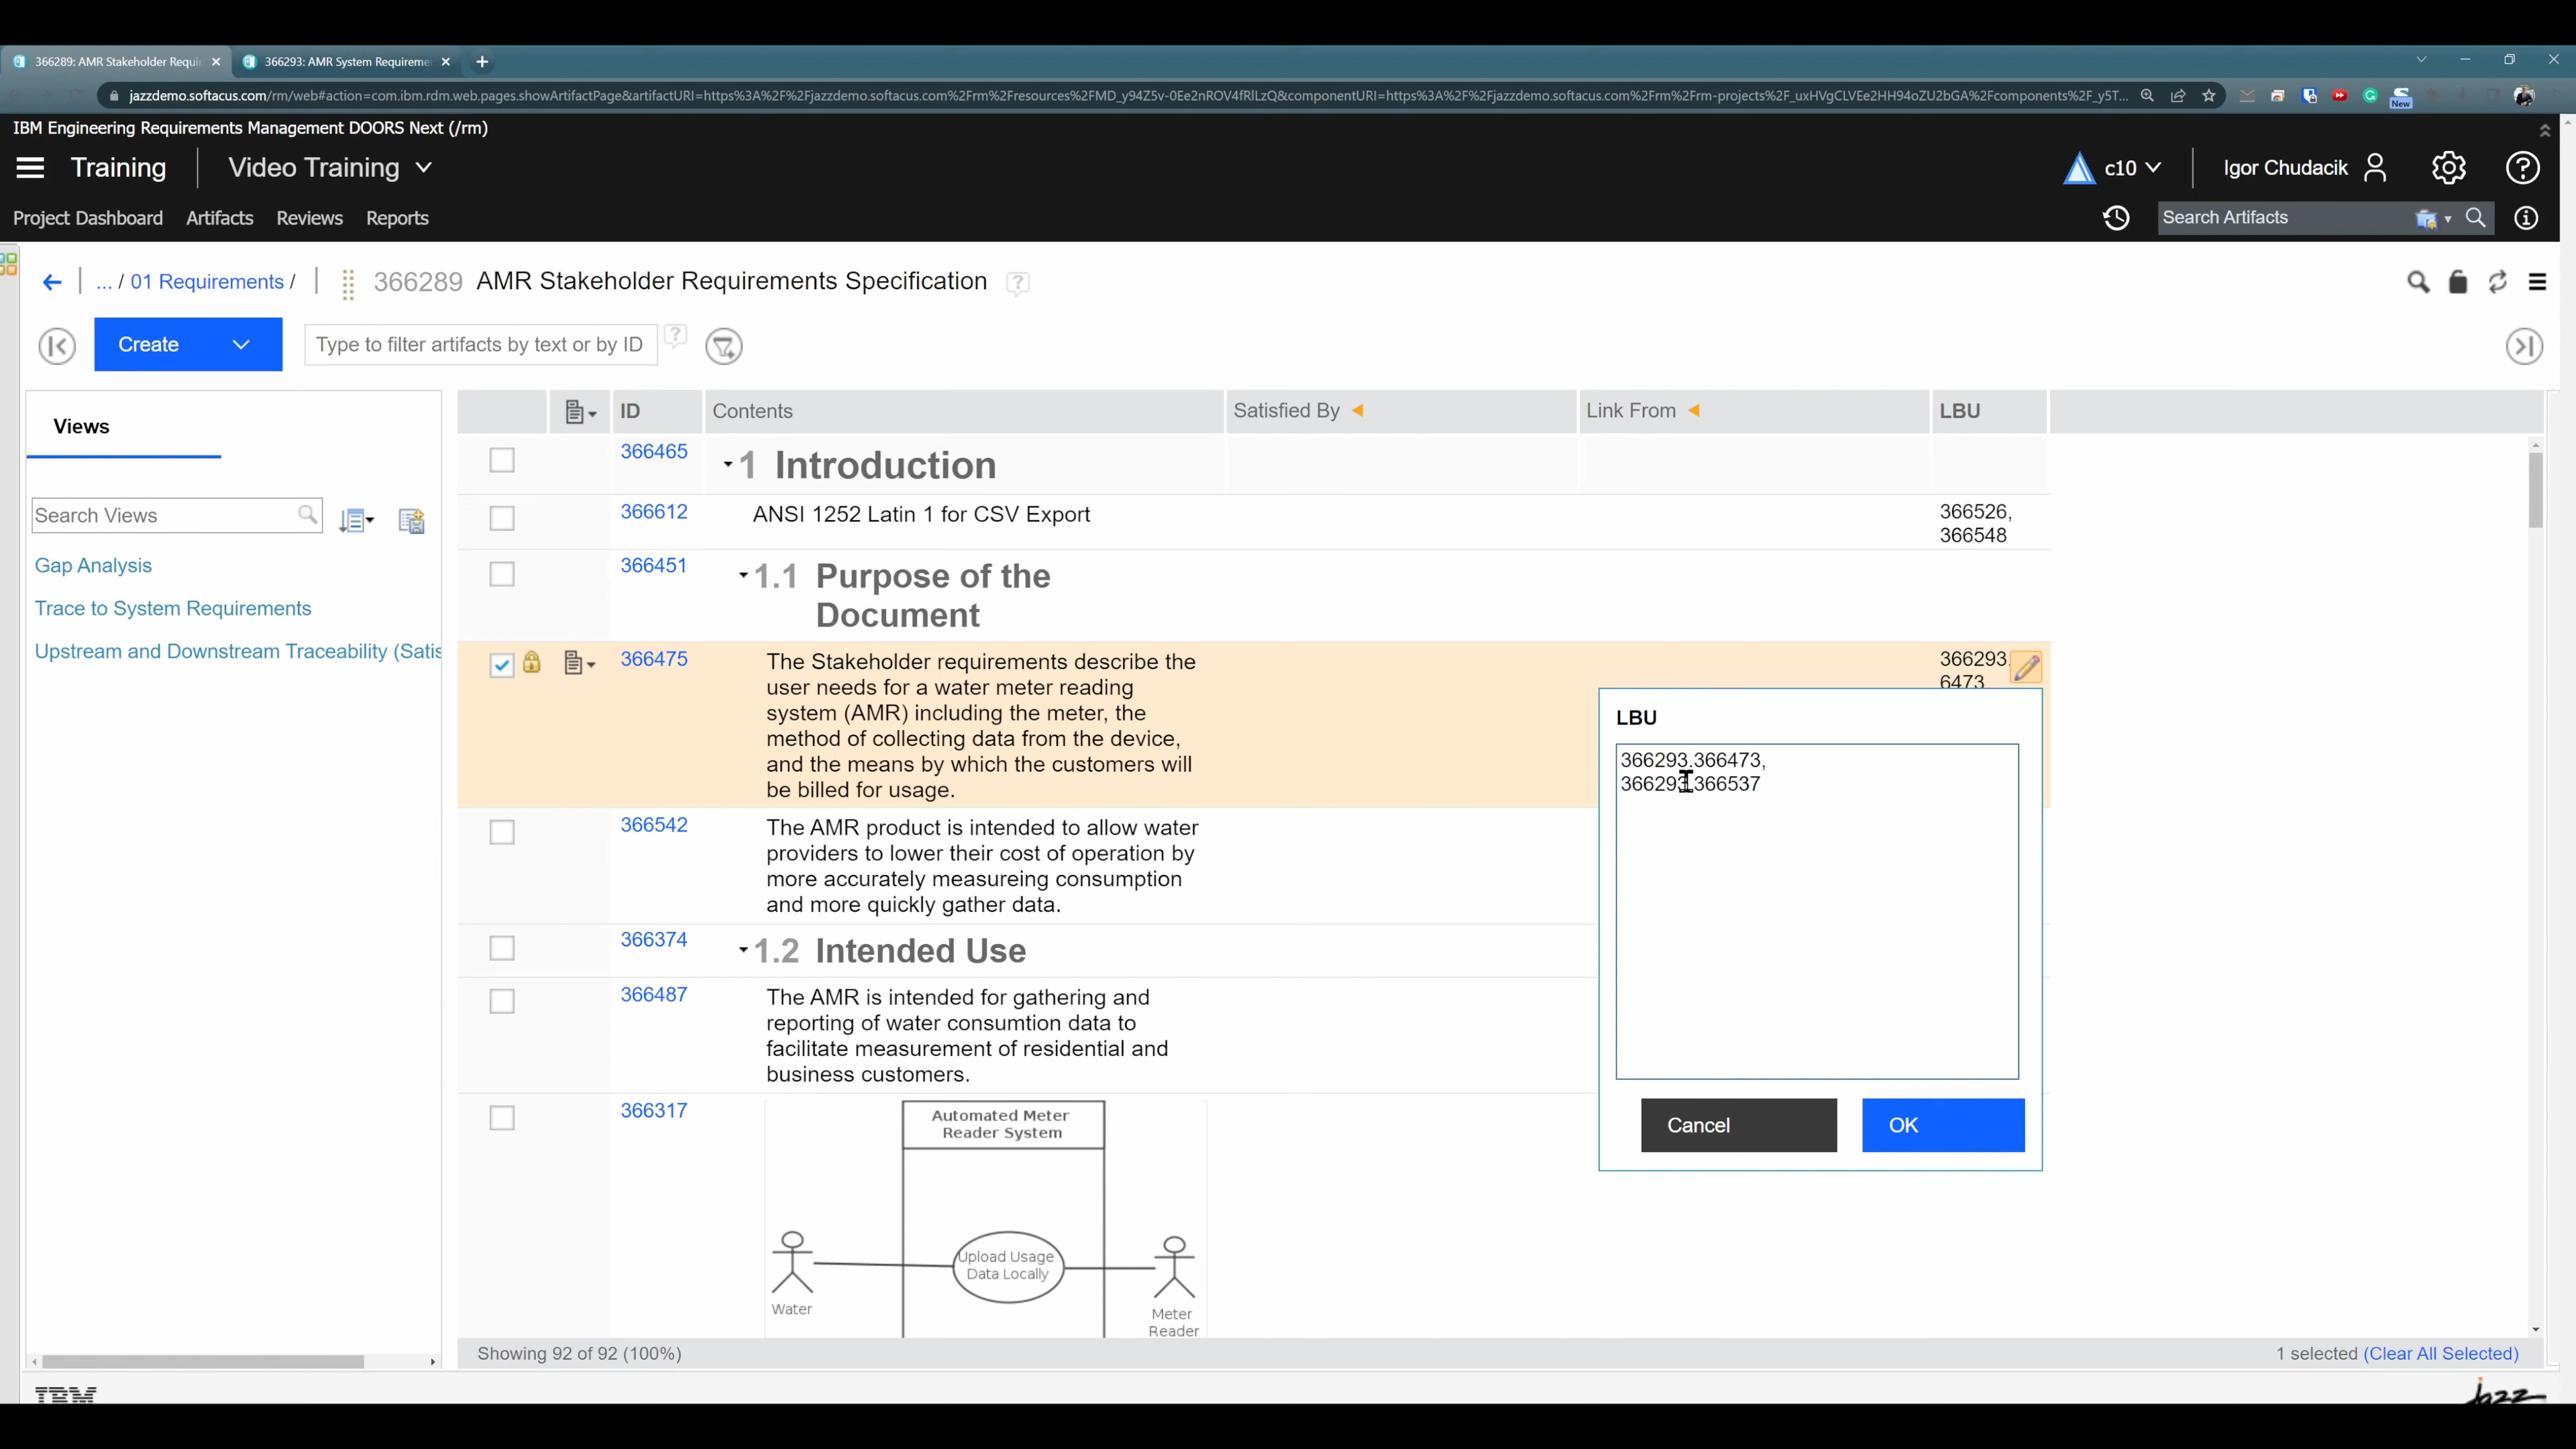 366289: AMR Stakeholder Requi
366293: AMR System Requireme
jazzdemo.softacus.com/rm/web#action=com.ibm.rdm.web.pages.showArtifactPage&artifactURI=https%3A%2F%2Fjazzdemo.softacus.com%2Frm%2Fresources%2FMD_y94Z5v-0Ee2nROV4fRlLzQ&componentURI=https%3A%2F%2Fjazzdemo.softacus.com%2Frm%2Frm-projects%2F_uxHVgCLVEe2HH94oZU2bGA%2Fcomponents%2F_y5T...
New
IBM Engineering Requirements Management DOORS Next (/rm)
Training
Video Training
c10
Igor Chudacik
Project Dashboard Artifacts Reviews Reports
Search Artifacts
... / 01 Requirements /
366289 AMR Stakeholder Requirements Specification
Create
Type to filter artifacts by text or by ID
Views
Search Views
Gap Analysis
Trace to System Requirements
Upstream and Downstream Traceability (Satis
ID Contents Satisfied By Link From LBU
366465 1 Introduction
366612 ANSI 1252 Latin 1 for CSV Export 366526,
366548
366451 1.1 Purpose of the
Document
366475 The Stakeholder requirements describe the 366293.
user needs for a water meter reading 6473
system (AMR) including the meter, the
method of collecting data from the device,
and the means by which the customers will
be billed for usage.
366542 The AMR product is intended to allow water
providers to lower their cost of operation by
more accurately measureing consumption
and more quickly gather data.
366374 1.2 Intended Use
366487 The AMR is intended for gathering and
reporting of water consumtion data to
facilitate measurement of residential and
business customers.
366317
Automated Meter
Reader System
Upload Usage
Data Locally
Water
Meter
Reader
LBU
366293.366473,
366293.366537
Cancel
OK
Showing 92 of 92 (100%)
1 selected (Clear All Selected)
IBM
jazz